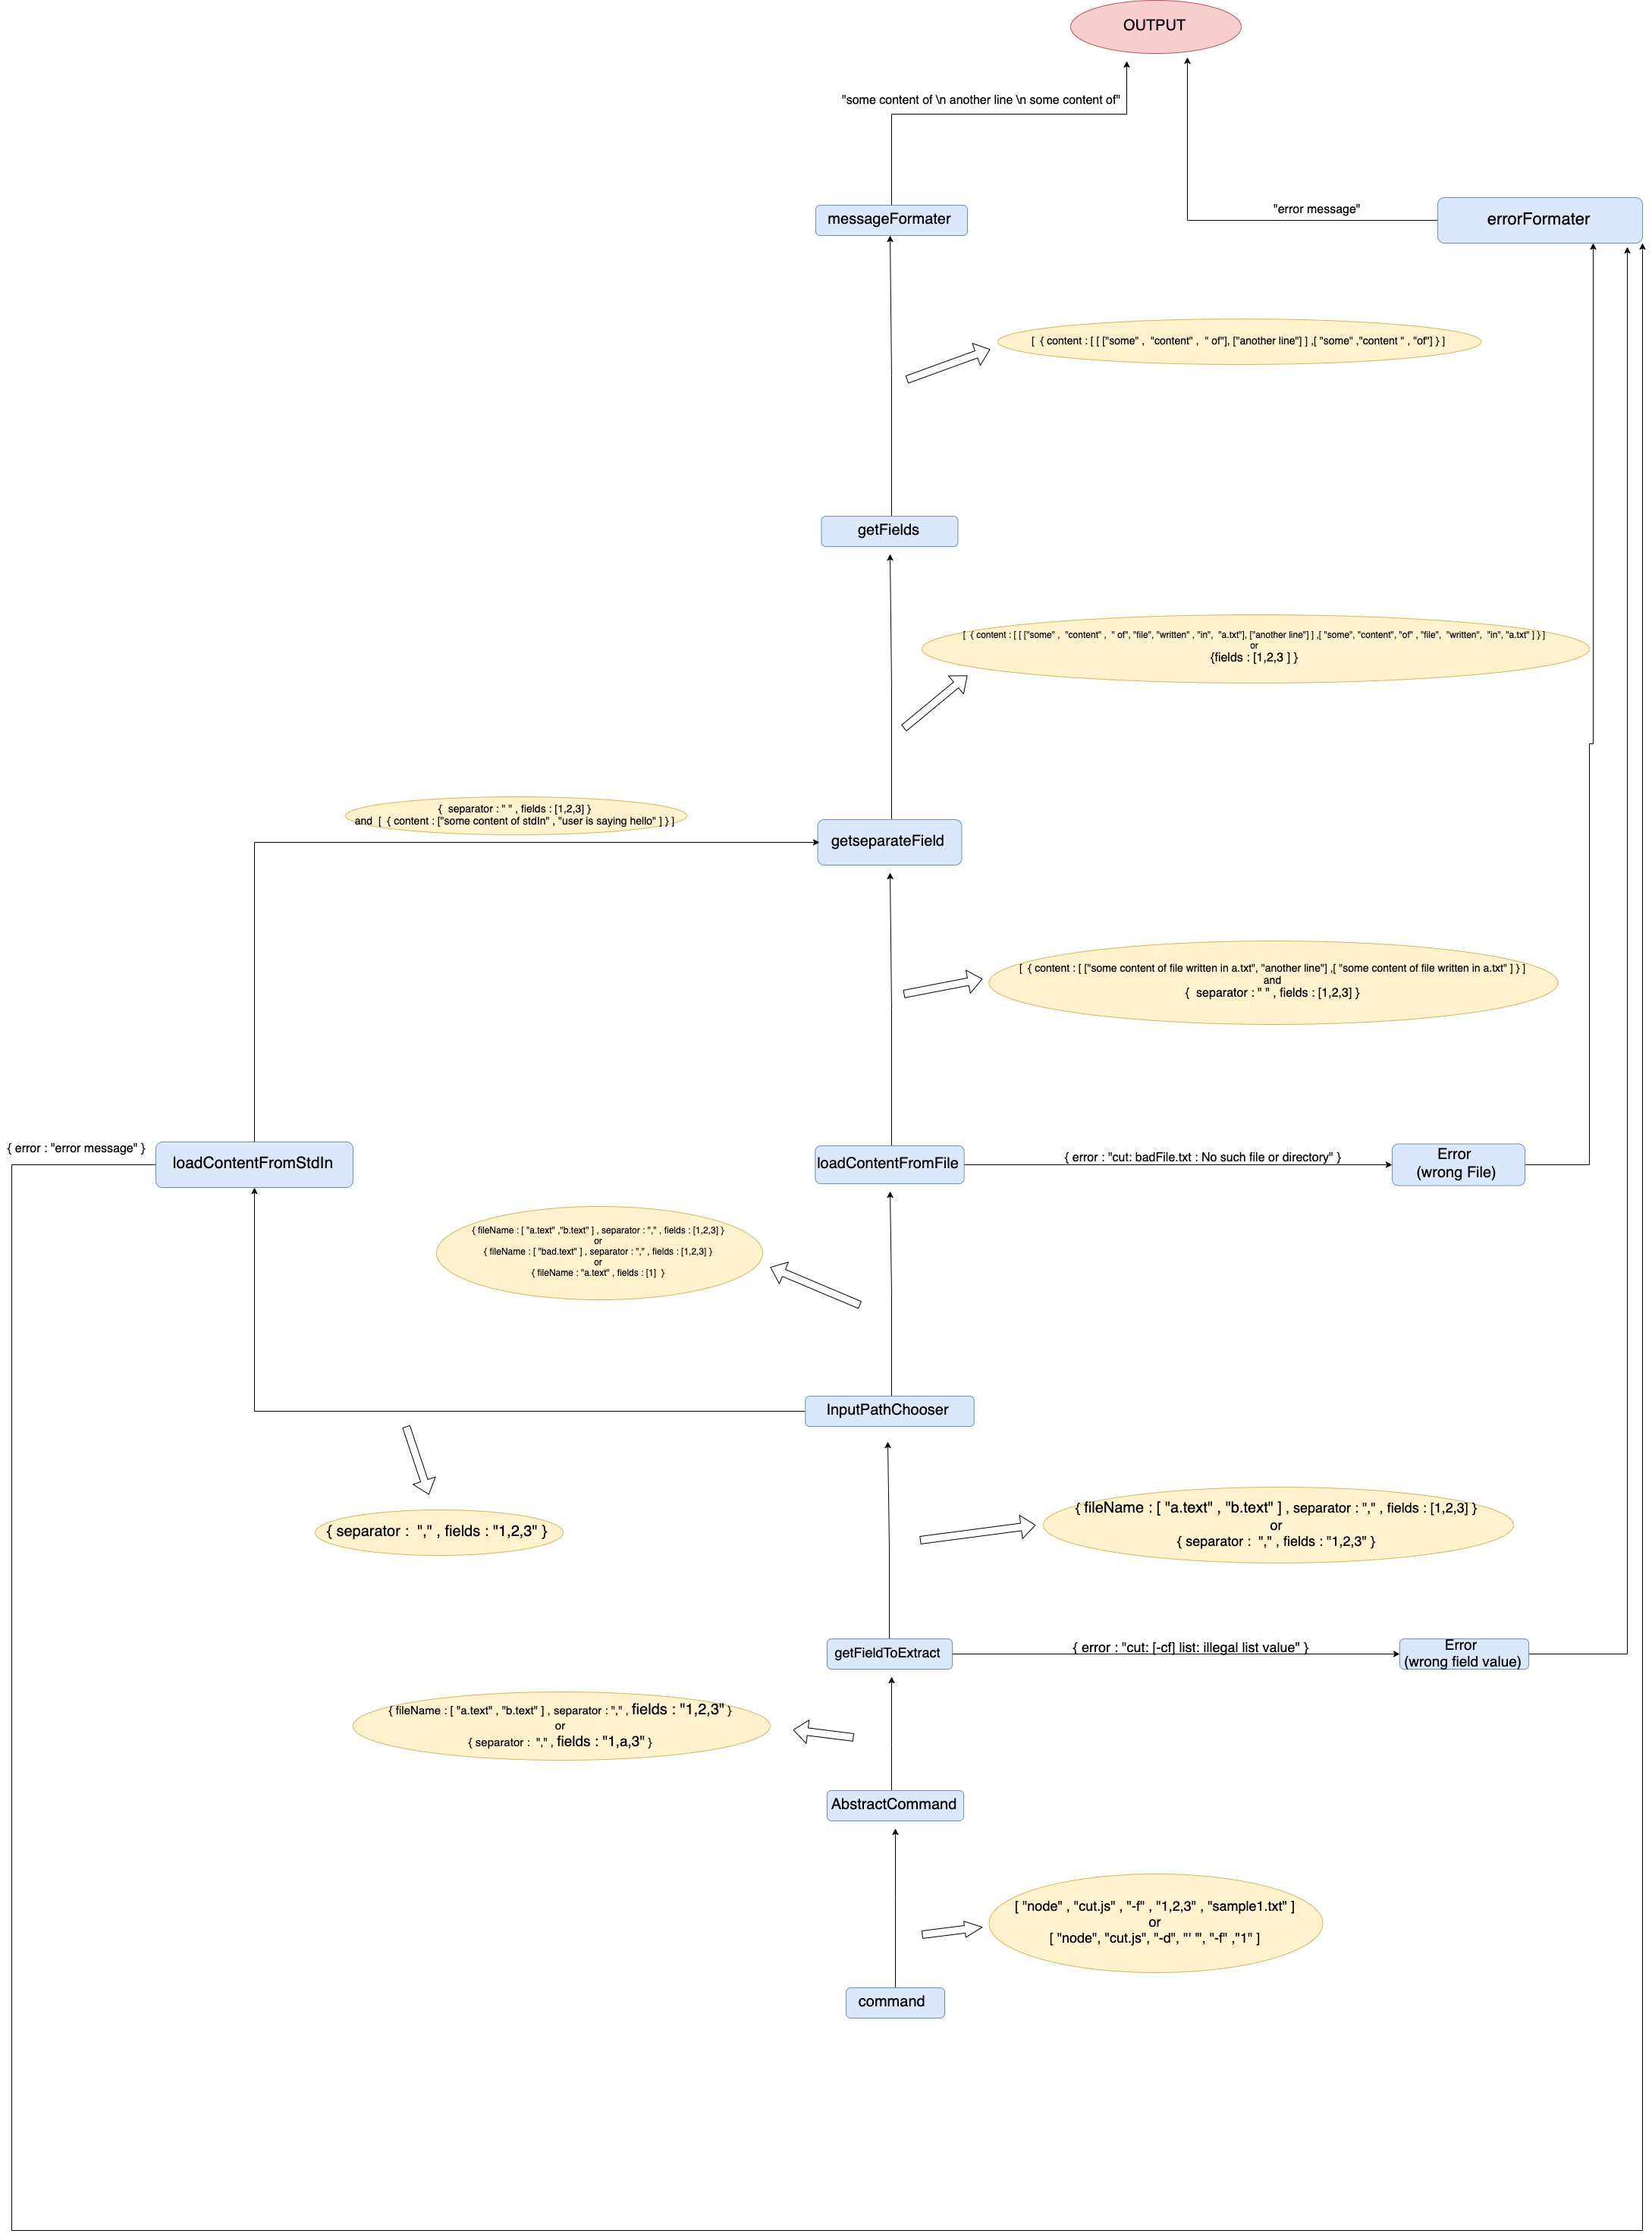 OUTPUT
"some content of \n another line \n some content of"
messageFormater
"error message"
errorFormater
[ { content : [ [ ["some" , "content" , " of"], ["another line"] ] ,[ "some" ,"content " , "of"] } ]
getFields
[ { content : [ [ ["some" , "content" , " of", "file", "written" , "in", "a.txt"], ["another line"] ] ,[ "some", "content", "of" , "file", "written", "in", "a.txt" ] } ]
or
{fields : [1,2,3 ] }
{ separator : " " , fields : [1,2,3] }
and [ { content : ["some content of stdIn" , "user is saying hello" ] } ]
getseparateField
[ { content : [ ["some content of file written in a.txt", "another line"] ,[ "some content of file written in a.txt" ] } ]
and
{ separator : " " , fields : [1,2,3] }
{ error : "error message" }
loadContentFromStdIn
loadContentFromFile
{ error : "cut: badFile.txt : No such file or directory" }
Error
(wrong File)
{ fileName : [ "a.text" ,"b.text" ] , separator : "," , fields : [1,2,3] }
or
{ fileName : [ "bad.text" ] , separator : "," , fields : [1,2,3] }
or
{ fileName : "a.text" , fields : [1] }
InputPathChooser
{ separator : "," , fields : "1,2,3" }
{ fileName : [ "a.text" , "b.text" ] , separator : "," , fields : [1,2,3] }
or
{ separator : "," , fields : "1,2,3" }
getFieldToExtract
{ error : "cut: [-cf] list: illegal list value" }
Error
(wrong field value)
{ fileName : [ "a.text" , "b.text" ] , separator : "," , fields : "1,2,3" }
or
{ separator : "," , fields : "1,a,3" }
AbstractCommand
[ "node" , "cut.js" , "-f" , "1,2,3" , "sample1.txt" ]
or
[ "node", "cut.js", "-d", "' '", "-f" ,"1" ]
command